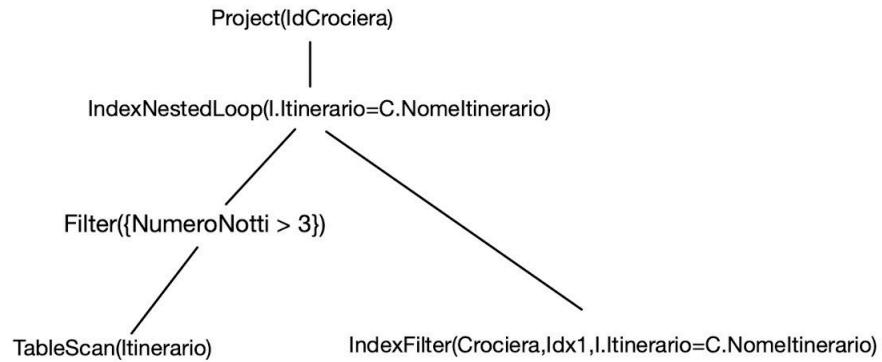 Project(IdCrociera)
IndexNestedLoop(I.Itinerario=C.NomeItinerario)
Filter({NumeroNotti > 3})
TableScan(Itinerario)
IndexFilter(Crociera,Idx1,I.Itinerario=C.NomeItinerario)